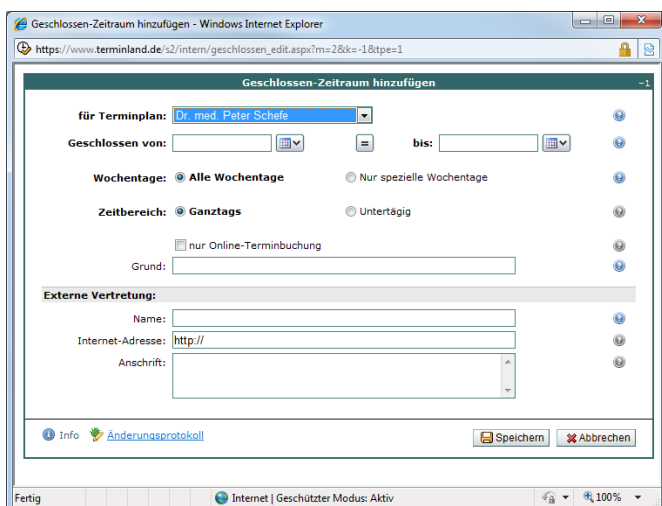 Geschlossen-Zeitraum hinzufügen - Windows Internet Explorer
https://www.terminland.de/s2/intern/geschlossen_edit.aspx?m=2&k=-1&tpe=1
Geschlossen-Zeitraum hinzufügen -1
für Terminplan: Dr. med. Peter Schefe
Geschlossen von: = bis:
Wochentage: Alle Wochentage Nur spezielle Wochentage
Zeitbereich: Ganztags Untertägig
nur Online-Terminbuchung
Grund:
Externe Vertretung:
Name:
Internet-Adresse: http://
Anschrift:
Info Änderungsprotokoll Speichern Abbrechen
Fertig Internet | Geschützter Modus: Aktiv 100%